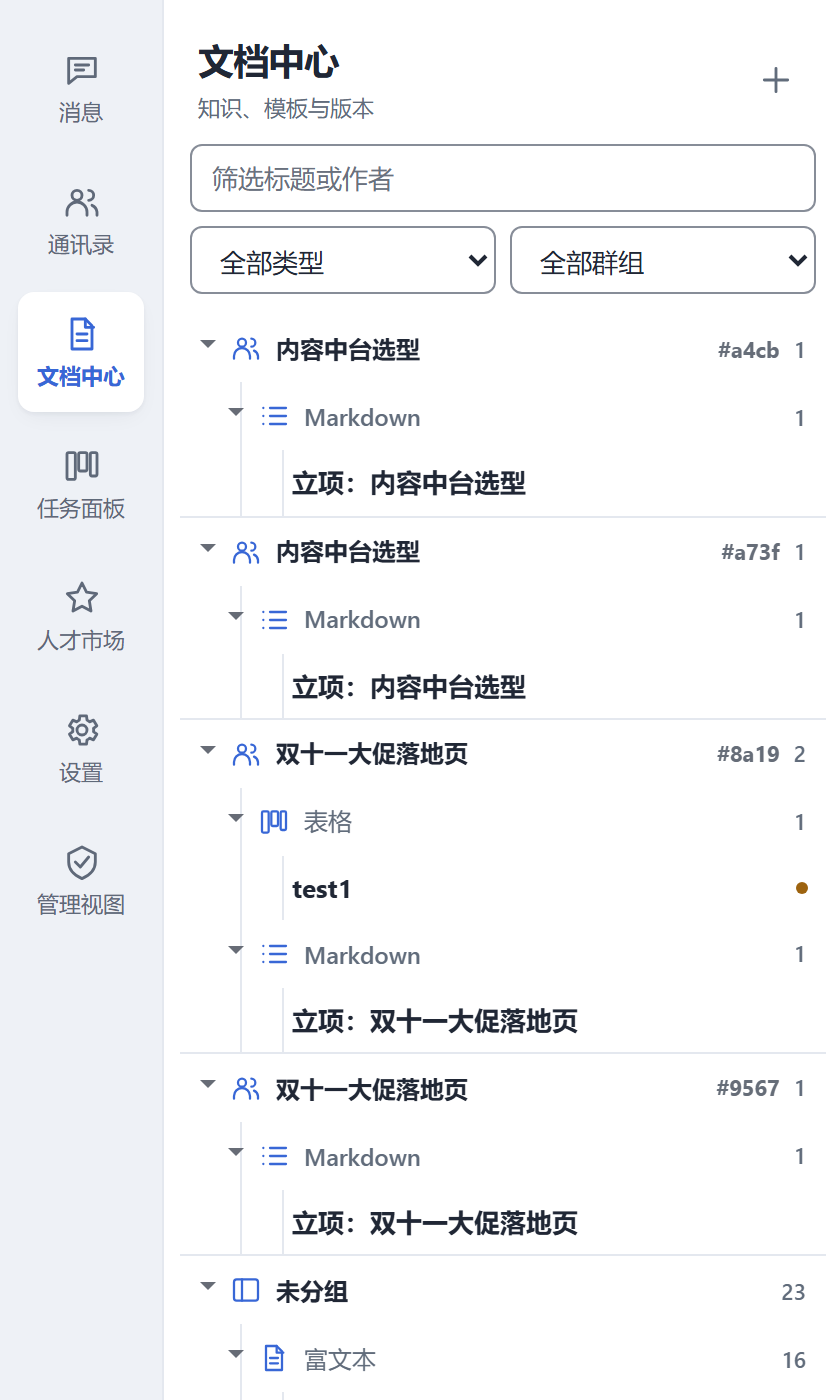 消息
通讯录
文档中心
任务面板
人才市场
设置
管理视图
文档中心
知识、模板与版本
筛选标题或作者
全部类型 全部群组
内容中台选型 #a4cb 1
Markdown 1
立项：内容中台选型
内容中台选型 #a73f 1
Markdown 1
立项：内容中台选型
双十一大促落地页 #8a19 2
表格 1
test1
Markdown 1
立项：双十一大促落地页
双十一大促落地页 #9567 1
Markdown 1
立项：双十一大促落地页
未分组 23
富文本 16